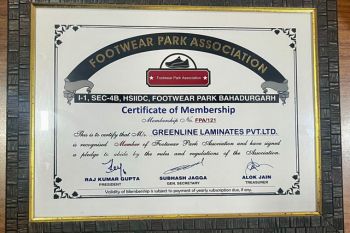 FOOTWEAR PARK ASSOCIATION
Footwear Park Association
I-1, SEC-4B, HSIIDC, FOOTWEAR PARK BAHADURGARH
Certificate of Membership
Membership No. FPA/121
This is to certify that M/s. GREENLINE LAMINATES PVT.LTD.
is recognised Member of Footwear Park Association and have signed
a pledge to abide by the rules and regulations of the Association.
RAJ KUMAR GUPTA SUBHASH JAGGA ALOK JAIN
PRESIDENT GEN. SECRETARY TREASURER
Validity of Membership is subject to payment of yearly subscription due, if any.